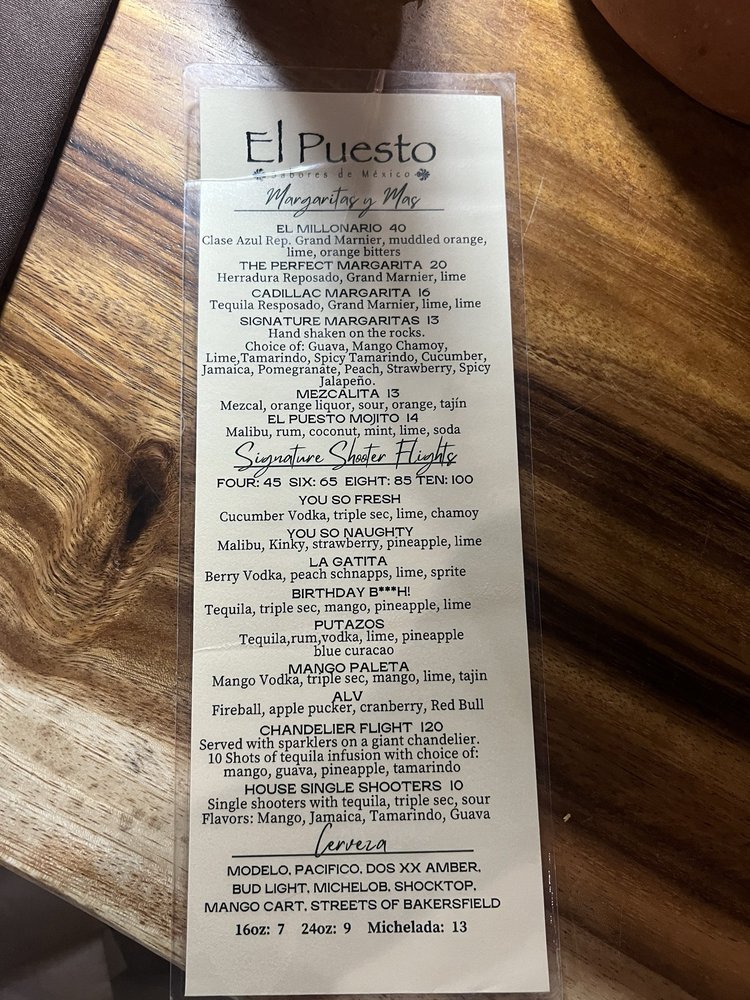 El Puesto
Sabores de México
Margaritas y Mas
EL MILLONARIO 40
Clase Azul Rep. Grand Marnier, muddled orange,
lime, orange bitters
THE PERFECT MARGARITA 20
Herradura Reposado, Grand Marnier, lime
CADILLAC MARGARITA 16
Tequila Resposado, Grand Marnier, lime, lime
SIGNATURE MARGARITAS 13
Hand shaken on the rocks.
Choice of: Guava, Mango Chamoy,
Lime,Tamarindo, Spicy Tamarindo, Cucumber,
Jamaica, Pomegranate, Peach, Strawberry, Spicy
Jalapeño.
MEZCALITA 13
Mezcal, orange liquor, sour, orange, tajín
EL PUESTO MOJITO 14
Malibu, rum, coconut, mint, lime, soda
Signature Shooter Flights
FOUR: 45 SIX: 65 EIGHT: 85 TEN: 100
YOU SO FRESH
Cucumber Vodka, triple sec, lime, chamoy
YOU SO NAUGHTY
Malibu, Kinky, strawberry, pineapple, lime
LA GATITA
Berry Vodka, peach schnapps, lime, sprite
BIRTHDAY B***H!
Tequila, triple sec, mango, pineapple, lime
PUTAZOS
Tequila,rum,vodka, lime, pineapple
blue curacao
MANGO PALETA
Mango Vodka, triple sec, mango, lime, tajin
ALV
Fireball, apple pucker, cranberry, Red Bull
CHANDELIER FLIGHT 120
Served with sparklers on a giant chandelier.
10 Shots of tequila infusion with choice of:
mango, guava, pineapple, tamarindo
HOUSE SINGLE SHOOTERS 10
Single shooters with tequila, triple sec, sour
Flavors: Mango, Jamaica, Tamarindo, Guava
Cerveza
MODELO, PACIFICO, DOS XX AMBER,
BUD LIGHT, MICHELOB, SHOCKTOP,
MANGO CART, STREETS OF BAKERSFIELD
16oz: 7 24oz: 9 Michelada: 13